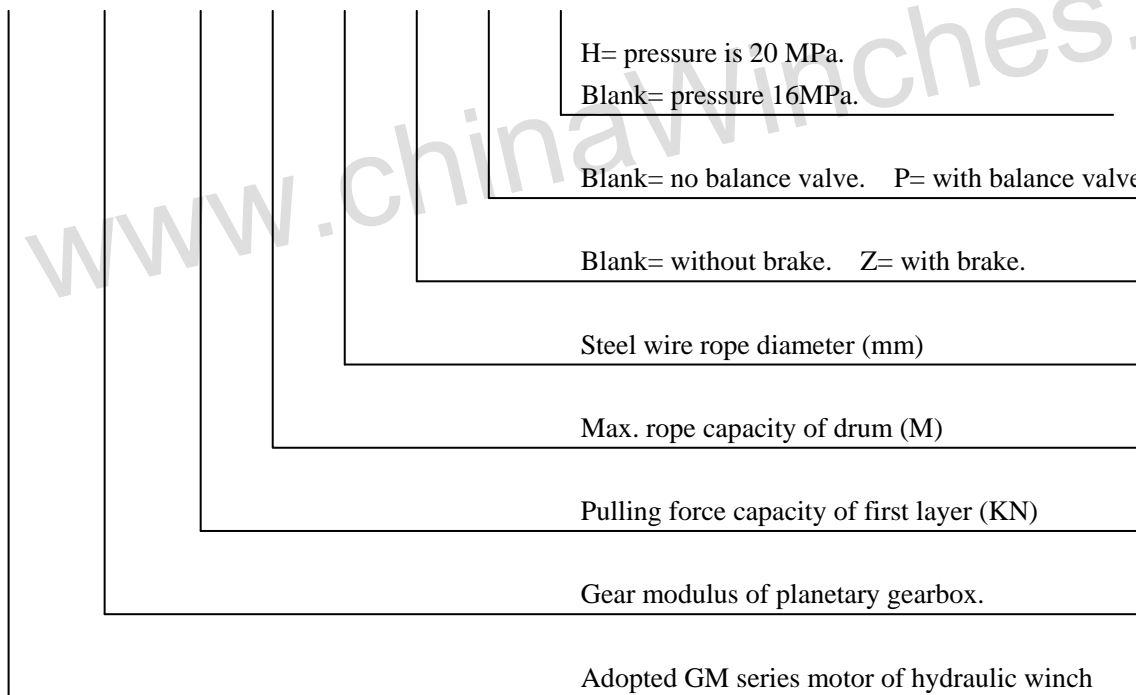 H= pressure is 20 MPa.
Blank= pressure 16MPa.
Blank= no balance valve. P= with balance valve
Blank= without brake. Z= with brake.
Steel wire rope diameter (mm)
Max. rope capacity of drum (M)
Pulling force capacity of first layer (KN)
Gear modulus of planetary gearbox.
Adopted GM series motor of hydraulic winch
www.chinaWinches.